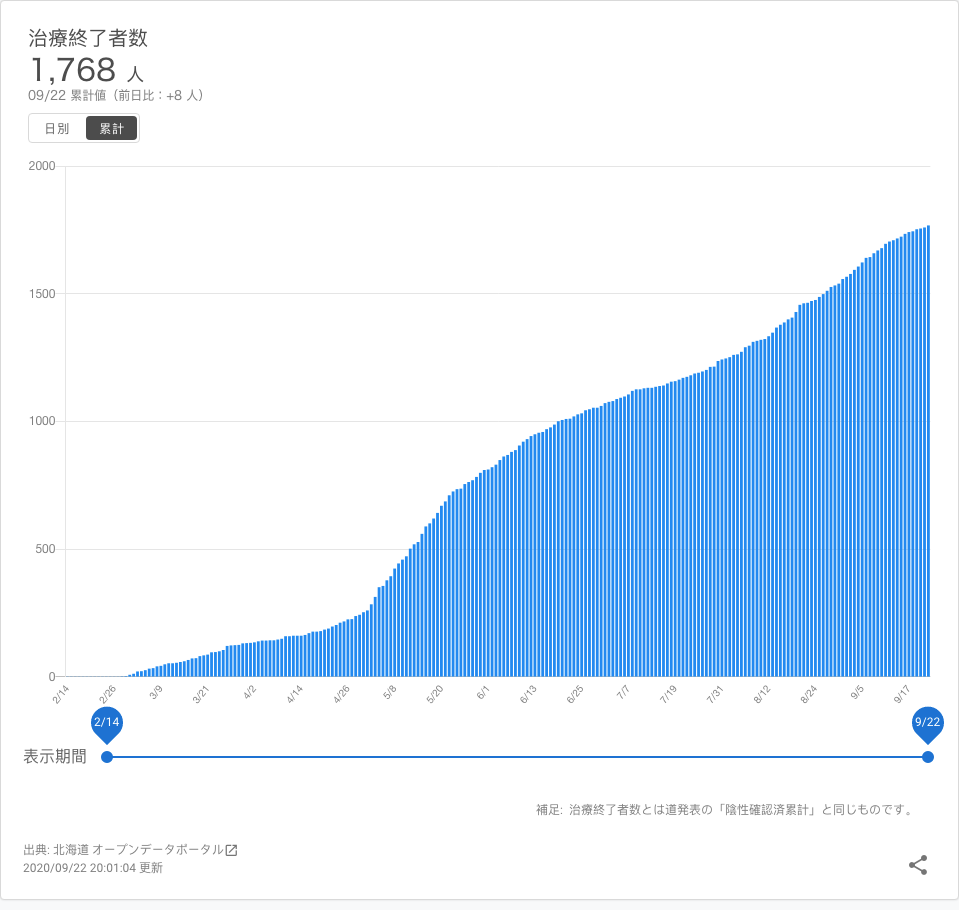 治療終了者数
1,768 人
09/22 累計値（前日比：+8 人）
日別 累計
2000
1500
1000
500
0
2/14 2/26 3/9 3/21 4/2 4/14 4/26 5/8 5/20 6/1 6/13 6/25 7/7 7/19 7/31 8/12 8/24 9/5 9/17
2/14 9/22
表示期間
補足: 治療終了者数とは道発表の「陰性確認済累計」と同じものです。
出典: 北海道 オープンデータポータル
2020/09/22 20:01:04 更新